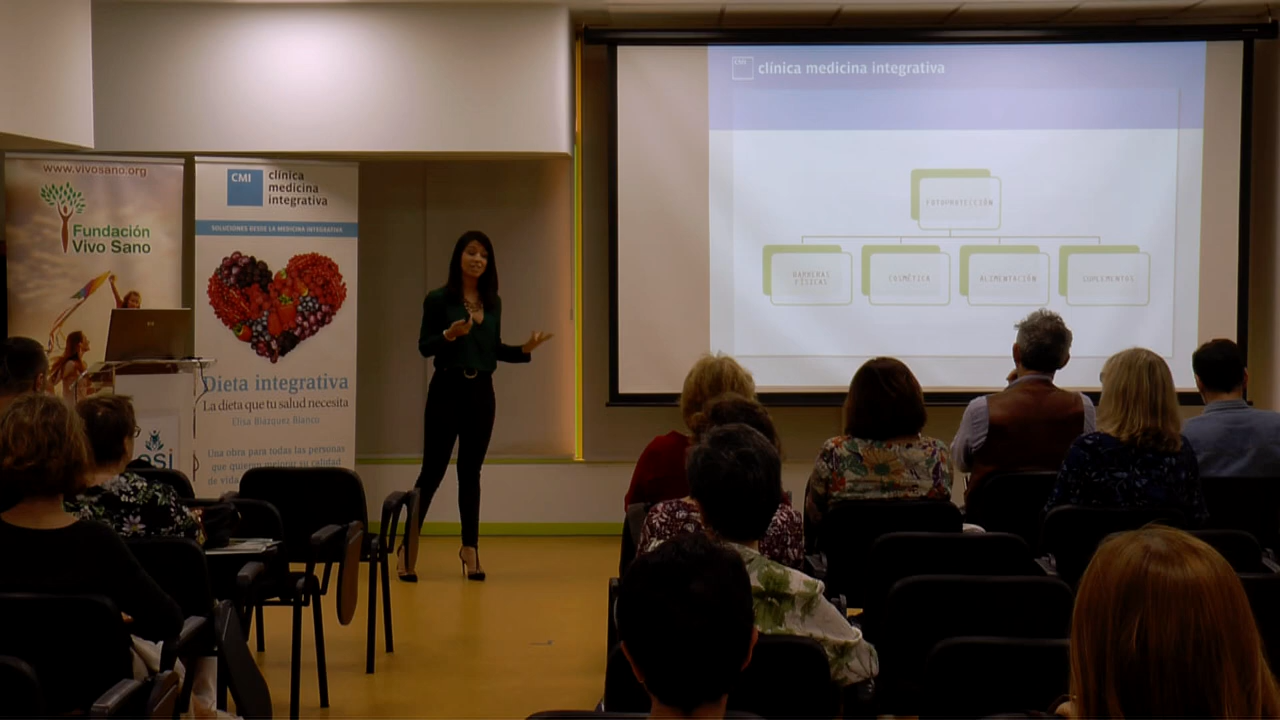 www.vivosano.org
Fundación
Vivo Sano
CMI
clínica
medicina
integrativa
SOLUCIONES DESDE LA MEDICINA INTEGRATIVA
Dieta integrativa
La dieta que tu salud necesita
Elisa Blázquez Blanco
Una obra para todas las personas
que quieran mejorar su calidad
de vida
CMI
clínica medicina integrativa
FOTOPROTECCIÓN
BARRERAS
FÍSICAS
COSMÉTICA
ALIMENTACIÓN
SUPLEMENTOS